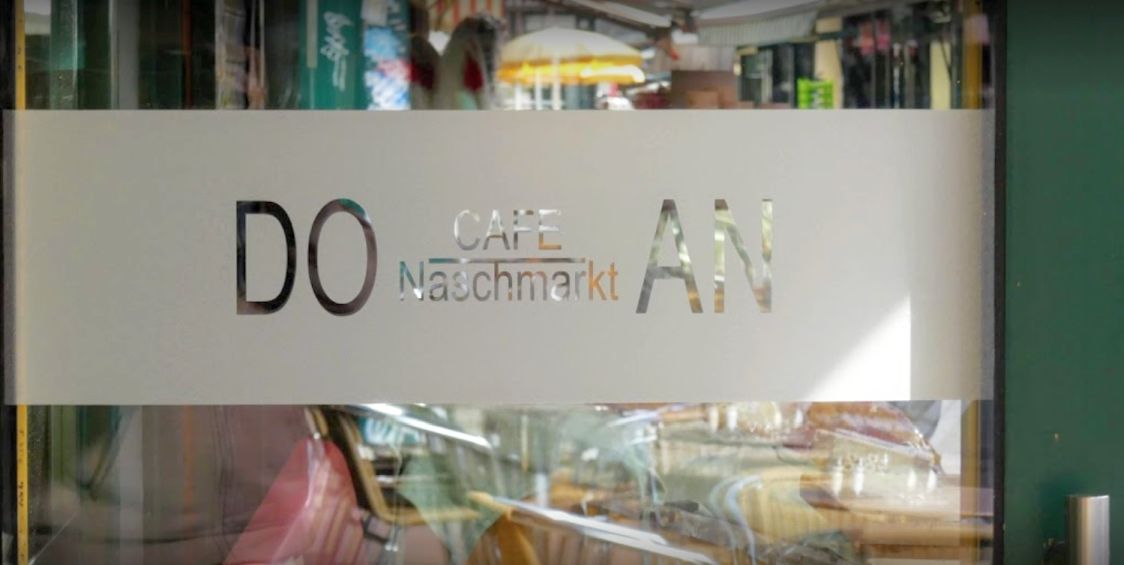 DO CAFE AN
Naschmarkt